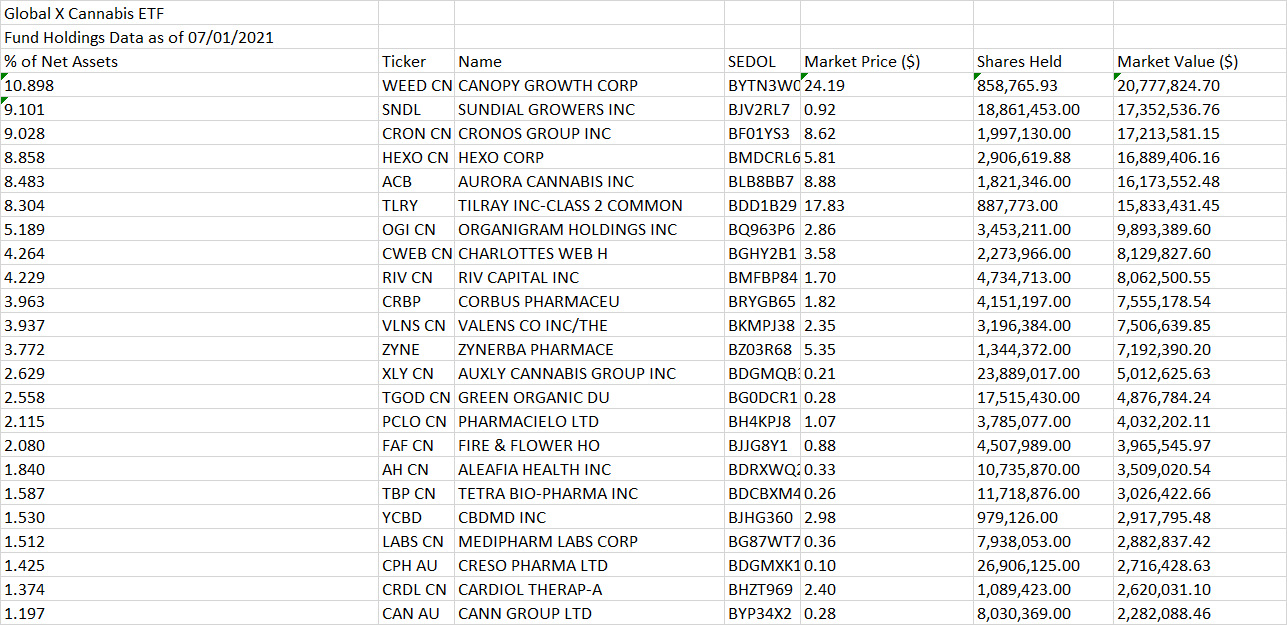 Global X Cannabis ETF
Fund Holdings Data as of 07/01/2021
% of Net Assets Ticker Name SEDOL Market Price ($) Shares Held Market Value ($)
10.898 WEED CN CANOPY GROWTH CORP BYTN3W0 24.19 858,765.93 20,777,824.70
9.101 SNDL SUNDIAL GROWERS INC BJV2RL7 0.92 18,861,453.00 17,352,536.76
9.028 CRON CN CRONOS GROUP INC BF01YS3 8.62 1,997,130.00 17,213,581.15
8.858 HEXO CN HEXO CORP BMDCRL6 5.81 2,906,619.88 16,889,406.16
8.483 ACB AURORA CANNABIS INC BLB8BB7 8.88 1,821,346.00 16,173,552.48
8.304 TLRY TILRAY INC-CLASS 2 COMMON BDD1B29 17.83 887,773.00 15,833,431.45
5.189 OGI CN ORGANIGRAM HOLDINGS INC BQ963P6 2.86 3,453,211.00 9,893,389.60
4.264 CWEB CN CHARLOTTES WEB H BGHY2B1 3.58 2,273,966.00 8,129,827.60
4.229 RIV CN RIV CAPITAL INC BMFBP84 1.70 4,734,713.00 8,062,500.55
3.963 CRBP CORBUS PHARMACEU BRYGB65 1.82 4,151,197.00 7,555,178.54
3.937 VLNS CN VALENS CO INC/THE BKMPJ38 2.35 3,196,384.00 7,506,639.85
3.772 ZYNE ZYNERBA PHARMACE BZ03R68 5.35 1,344,372.00 7,192,390.20
2.629 XLY CN AUXLY CANNABIS GROUP INC BDGMQB 0.21 23,889,017.00 5,012,625.63
2.558 TGOD CN GREEN ORGANIC DU BG0DCR1 0.28 17,515,430.00 4,876,784.24
2.115 PCLO CN PHARMACIELO LTD BH4KPJ8 1.07 3,785,077.00 4,032,202.11
2.080 FAF CN FIRE & FLOWER HO BJJG8Y1 0.88 4,507,989.00 3,965,545.97
1.840 AH CN ALEAFIA HEALTH INC BDRXWQ 0.33 10,735,870.00 3,509,020.54
1.587 TBP CN TETRA BIO-PHARMA INC BDCBXM4 0.26 11,718,876.00 3,026,422.66
1.530 YCBD CBDMD INC BJHG360 2.98 979,126.00 2,917,795.48
1.512 LABS CN MEDIPHARM LABS CORP BG87WT7 0.36 7,938,053.00 2,882,837.42
1.425 CPH AU CRESO PHARMA LTD BDGMXK1 0.10 26,906,125.00 2,716,428.63
1.374 CRDL CN CARDIOL THERAP-A BHZT969 2.40 1,089,423.00 2,620,031.10
1.197 CAN AU CANN GROUP LTD BYP34X2 0.28 8,030,369.00 2,282,088.46